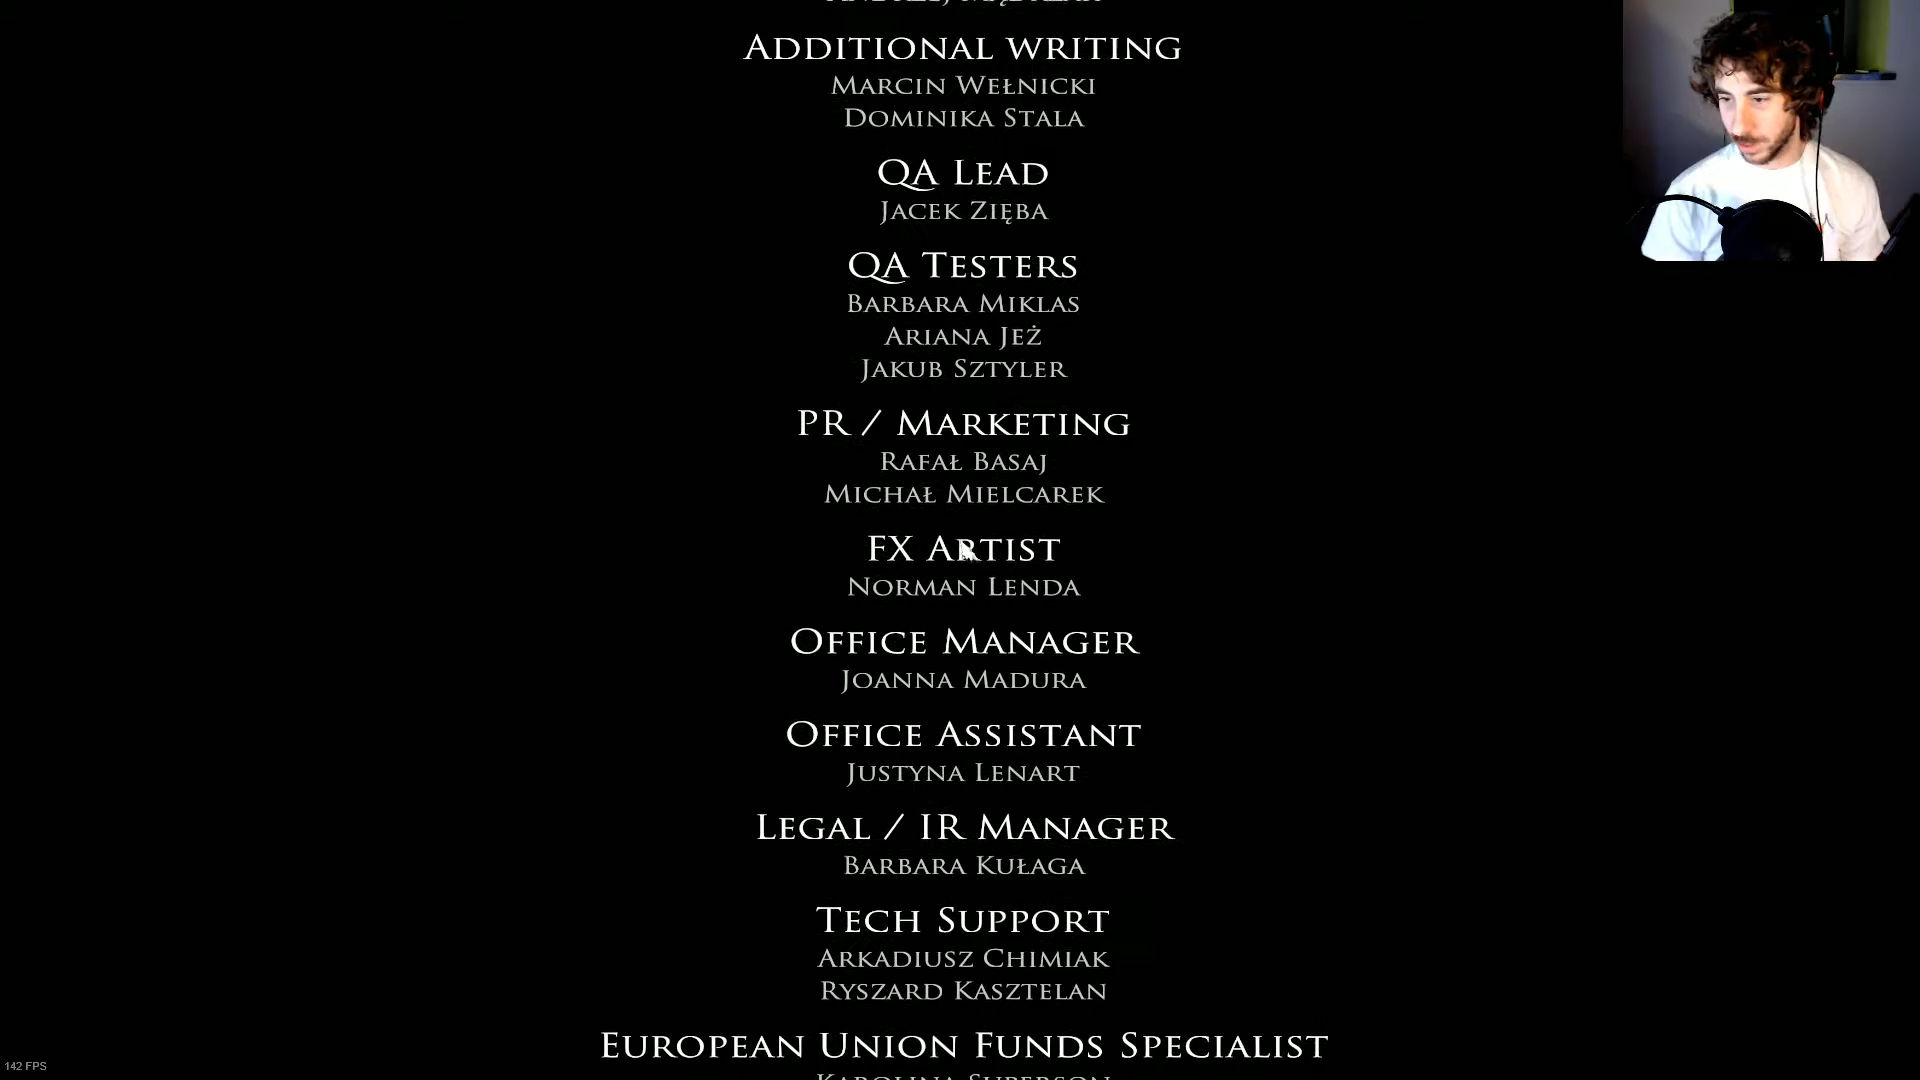 Additional writing
Marcin Wełnicki
Dominika Stala
QA Lead
Jacek Zięba
QA Testers
Barbara Miklas
Ariana Jeż
Jakub Sztyler
PR / Marketing
Rafał Basaj
Michał Mielcarek
FX Artist
Norman Lenda
Office Manager
Joanna Madura
Office Assistant
Justyna Lenart
Legal / IR Manager
Barbara Kułaga
Tech Support
Arkadiusz Chimiak
Ryszard Kasztelan
European Union Funds Specialist
142 FPS